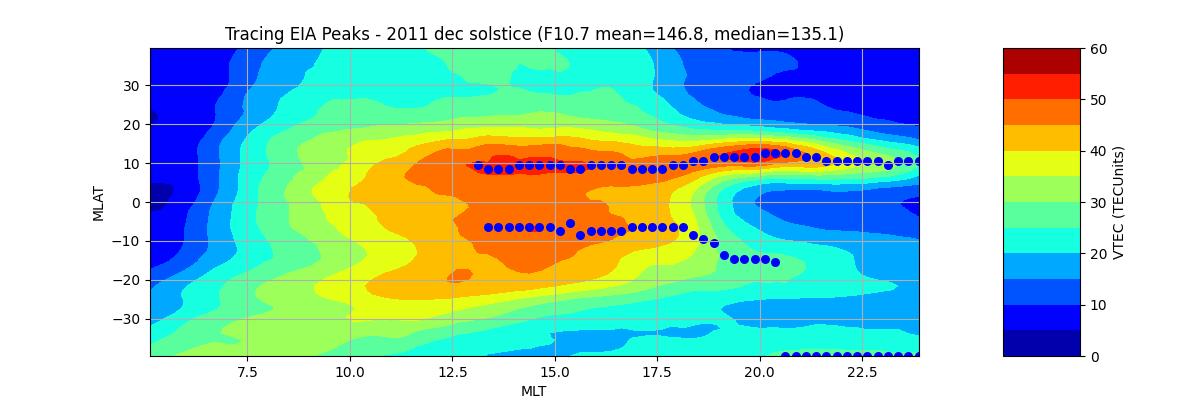 Tracing EIA Peaks - 2011 dec solstice (F10.7 mean=146.8, median=135.1)
30
20
10
0
−10
−20
−30
MLAT
7.5 10.0 12.5 15.0 17.5 20.0 22.5
MLT
60
50
40
30
20
10
0
VTEC (TECUnits)